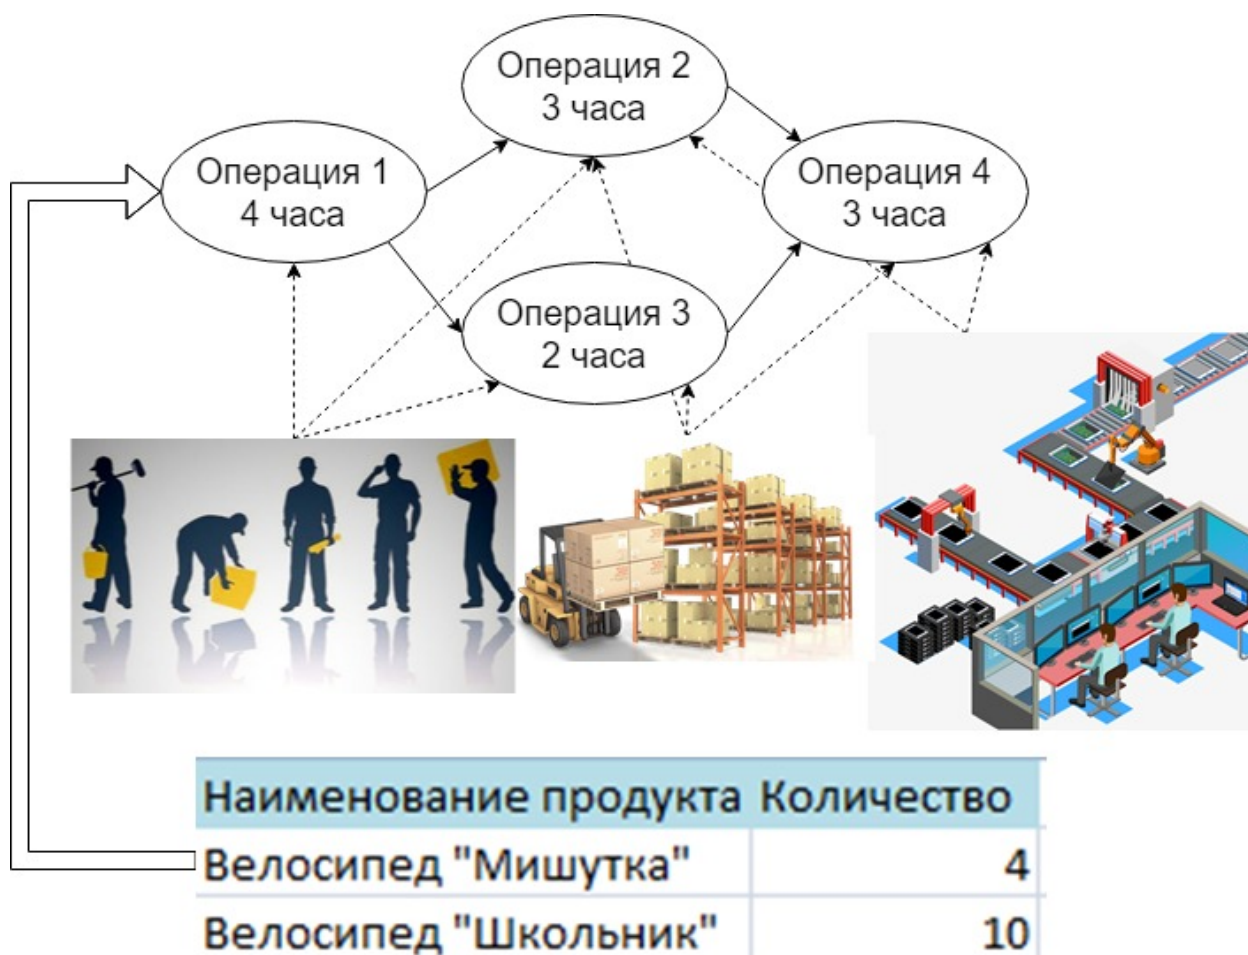 Операция 2
3 часа
Операция 1
4 часа
Операция 4
3 часа
Операция 3
2 часа
Наименование продукта Количество
Велосипед "Мишутка" 4
Велосипед "Школьник" 10